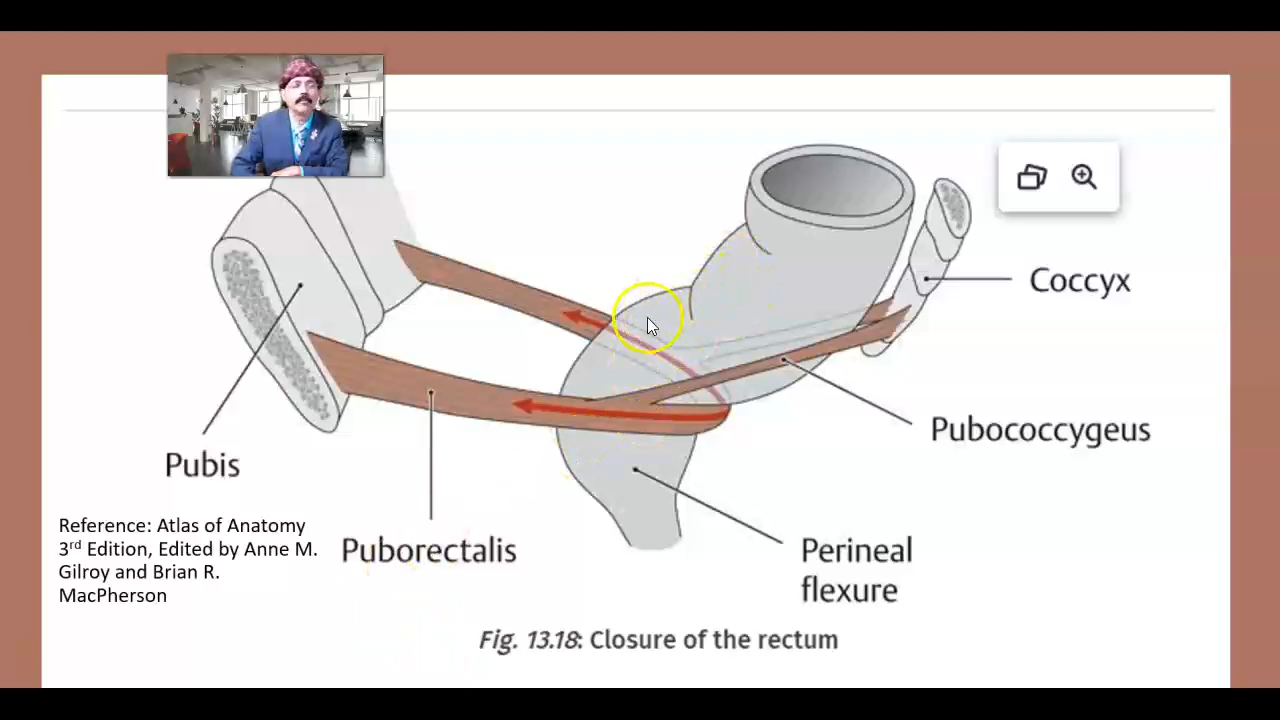 Coccyx
Pubococcygeus
Pubis
Reference: Atlas of Anatomy
3rd Edition, Edited by Anne M.
Gilroy and Brian R.
MacPherson
Puborectalis
Perineal
flexure
Fig. 13.18: Closure of the rectum